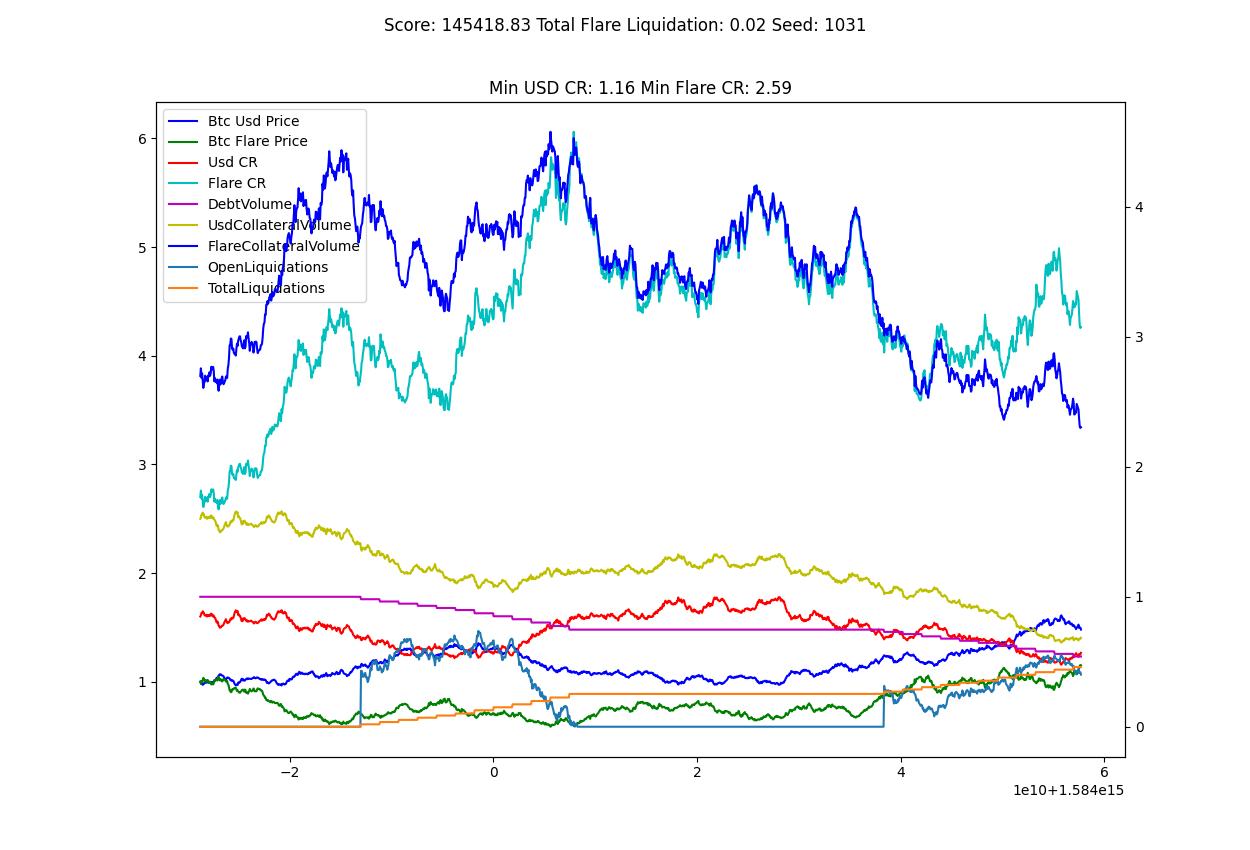 Score: 145418.83 Total Flare Liquidation: 0.02 Seed: 1031
Min USD CR: 1.16 Min Flare CR: 2.59
Btc Usd Price
Btc Flare Price
Usd CR
Flare CR
DebtVolume
UsdCollateralVolume
FlareCollateralVolume
OpenLiquidations
TotalLiquidations
6
5
4
3
2
1
4
3
2
1
0
−2
0
2
4
6
1e10+1.584e15